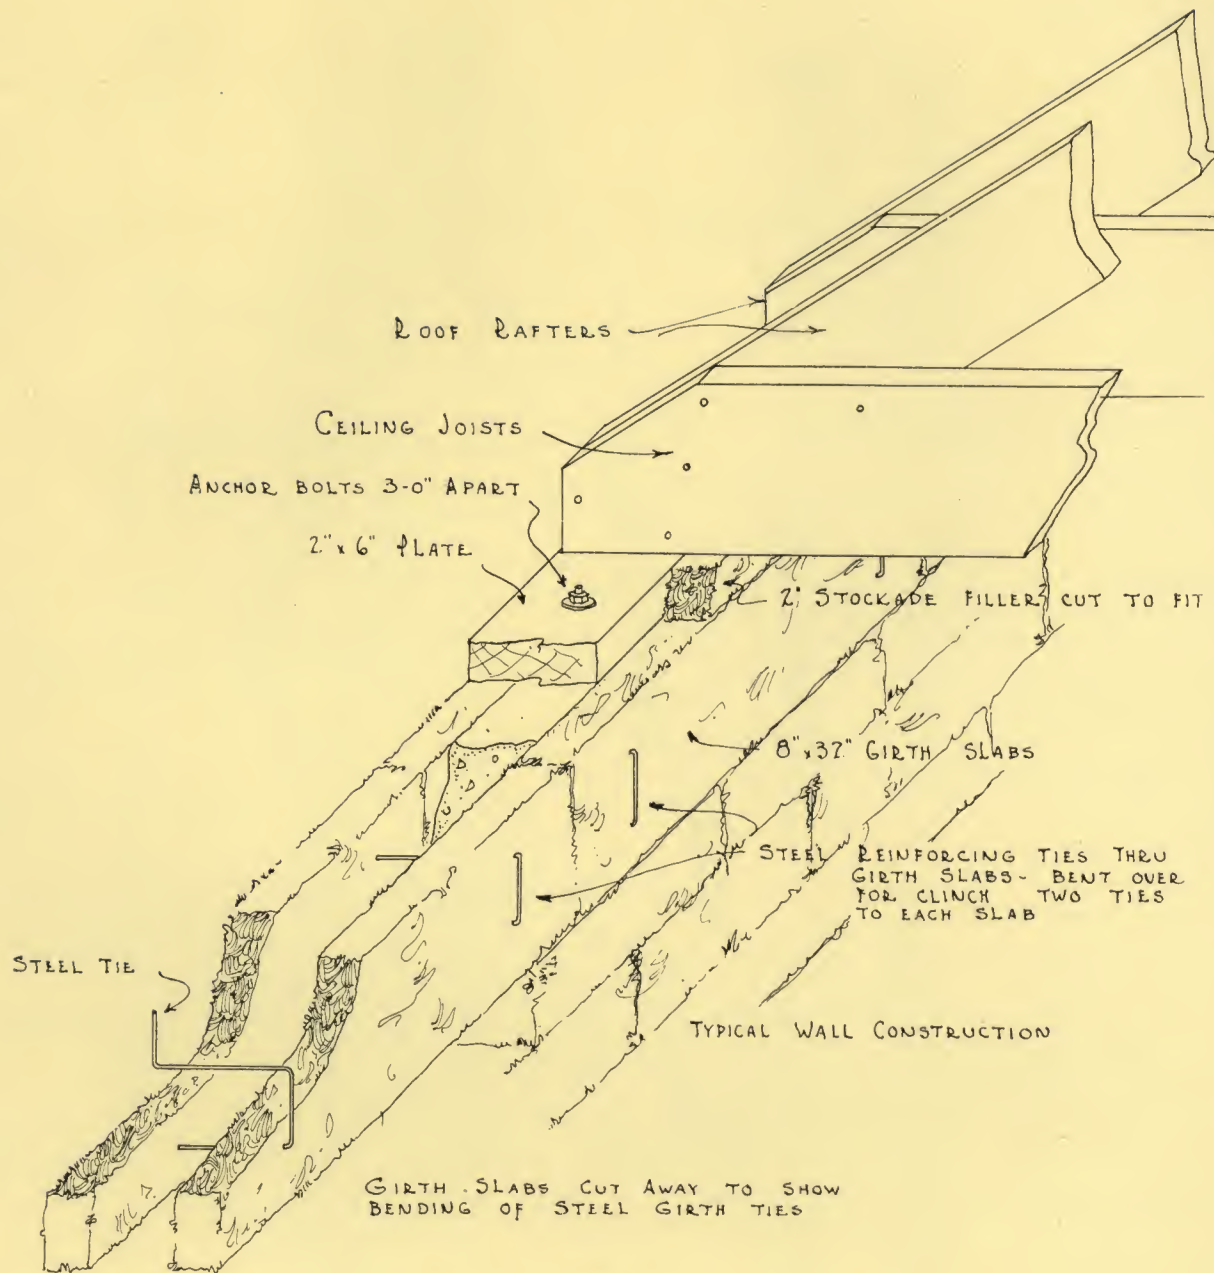 ROOF RAFTERS
CEILING JOISTS
ANCHOR BOLTS 3-0" APART
2" x 6" PLATE
2" STOCKADE FILLER CUT TO FIT
8" x 32" GIRTH SLABS
STEEL REINFORCING TIES THRU
GIRTH SLABS - BENT OVER
FOR CLINCH TWO TIES
TO EACH SLAB
STEEL TIE
TYPICAL WALL CONSTRUCTION
GIRTH SLABS CUT AWAY TO SHOW
BENDING OF STEEL GIRTH TIES